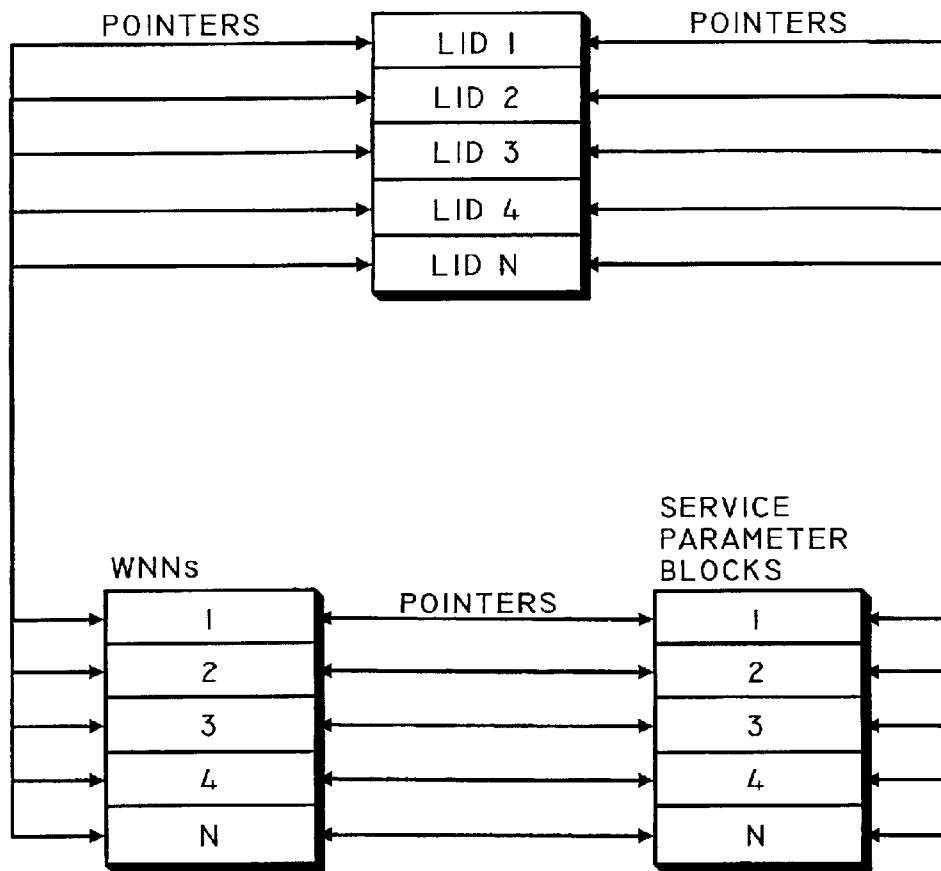 POINTERS
POINTERS
LID 1
LID 2
LID 3
LID 4
LID N
SERVICE
PARAMETER
BLOCKS
WNNs
POINTERS
1
2
3
4
N
1
2
3
4
N